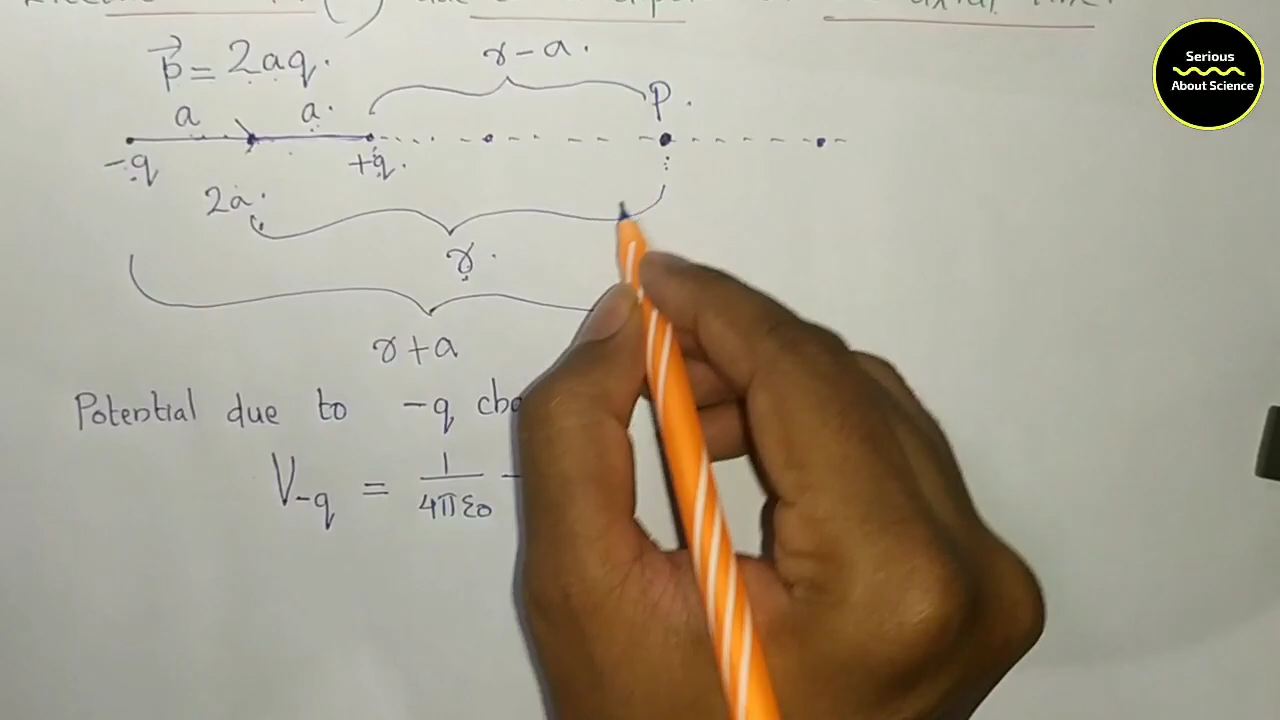 r - a.
p⃗ = 2aq.
a a. P.
-q +q.
2a.
r.
r + a
Potential due to -q
V-q = 1/4πε0
Serious
About Science